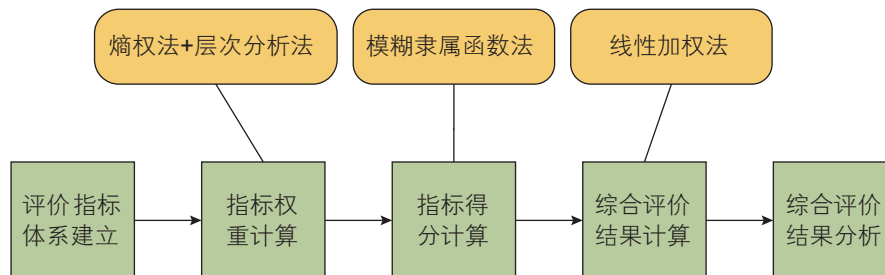 熵权法+层次分析法
模糊隶属函数法
线性加权法
评价指标
体系建立
指标权
重计算
指标得
分计算
综合评价
结果计算
综合评价
结果分析